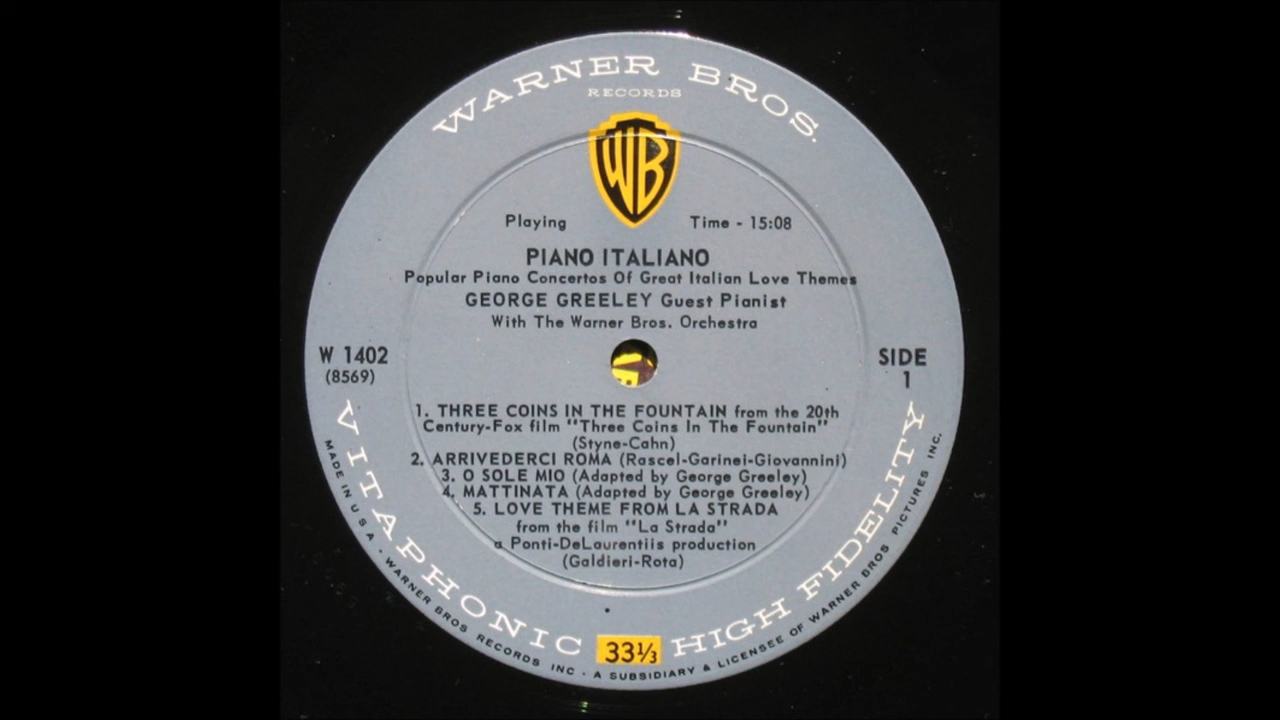 WARNER BROS.
RECORDS
WB
Playing Time - 15:08
PIANO ITALIANO
Popular Piano Concertos Of Great Italian Love Themes
GEORGE GREELEY Guest Pianist
With The Warner Bros. Orchestra
W 1402
(8569)
SIDE
1
1. THREE COINS IN THE FOUNTAIN from the 20th
Century-Fox film "Three Coins In The Fountain"
(Styne-Cahn)
2. ARRIVEDERCI ROMA (Rascel-Garinei-Giovannini)
3. O SOLE MIO (Adapted by George Greeley)
4. MATTINATA (Adapted by George Greeley)
5. LOVE THEME FROM LA STRADA
from the film "La Strada"
a Ponti-DeLaurentiis production
(Galdieri-Rota)
VITAPHONIC 33⅓ HIGH FIDELITY
MADE IN U.S.A. • WARNER BROS RECORDS INC • A SUBSIDIARY & LICENSEE OF WARNER BROS PICTURES INC.